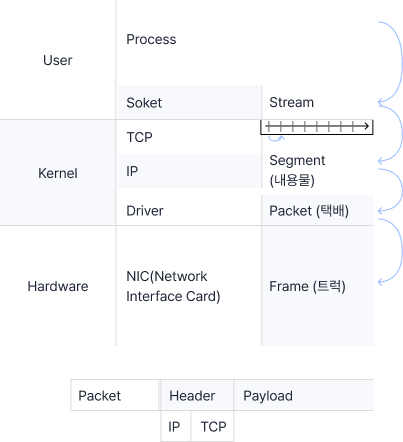 User
Process
Soket
Stream
Kernel
TCP
IP
Segment
(내용물)
Driver
Packet (택배)
Hardware
NIC(Network
Interface Card)
Frame (트럭)
Packet
Header
Payload
IP
TCP